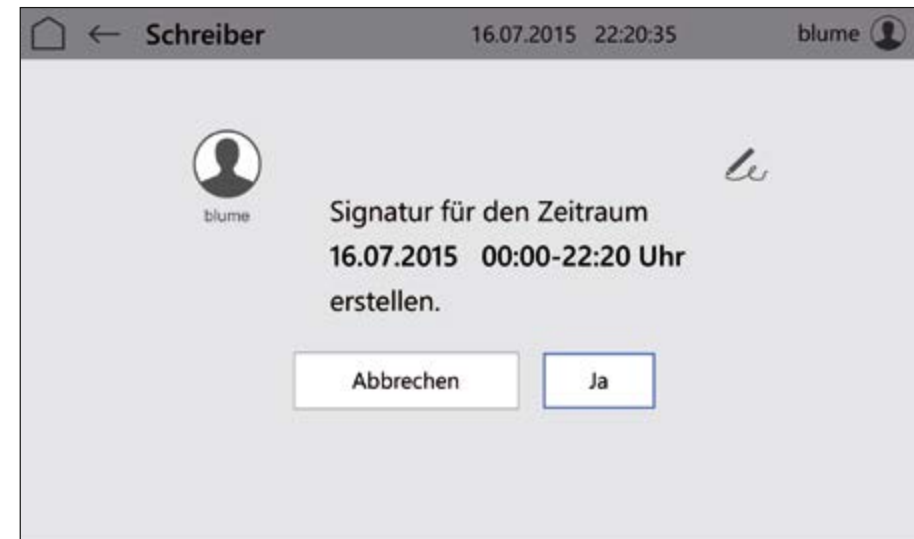 Schreiber 16.07.2015 22:20:35 blume
blume
Signatur für den Zeitraum
16.07.2015 00:00-22:20 Uhr
erstellen.
Abbrechen Ja